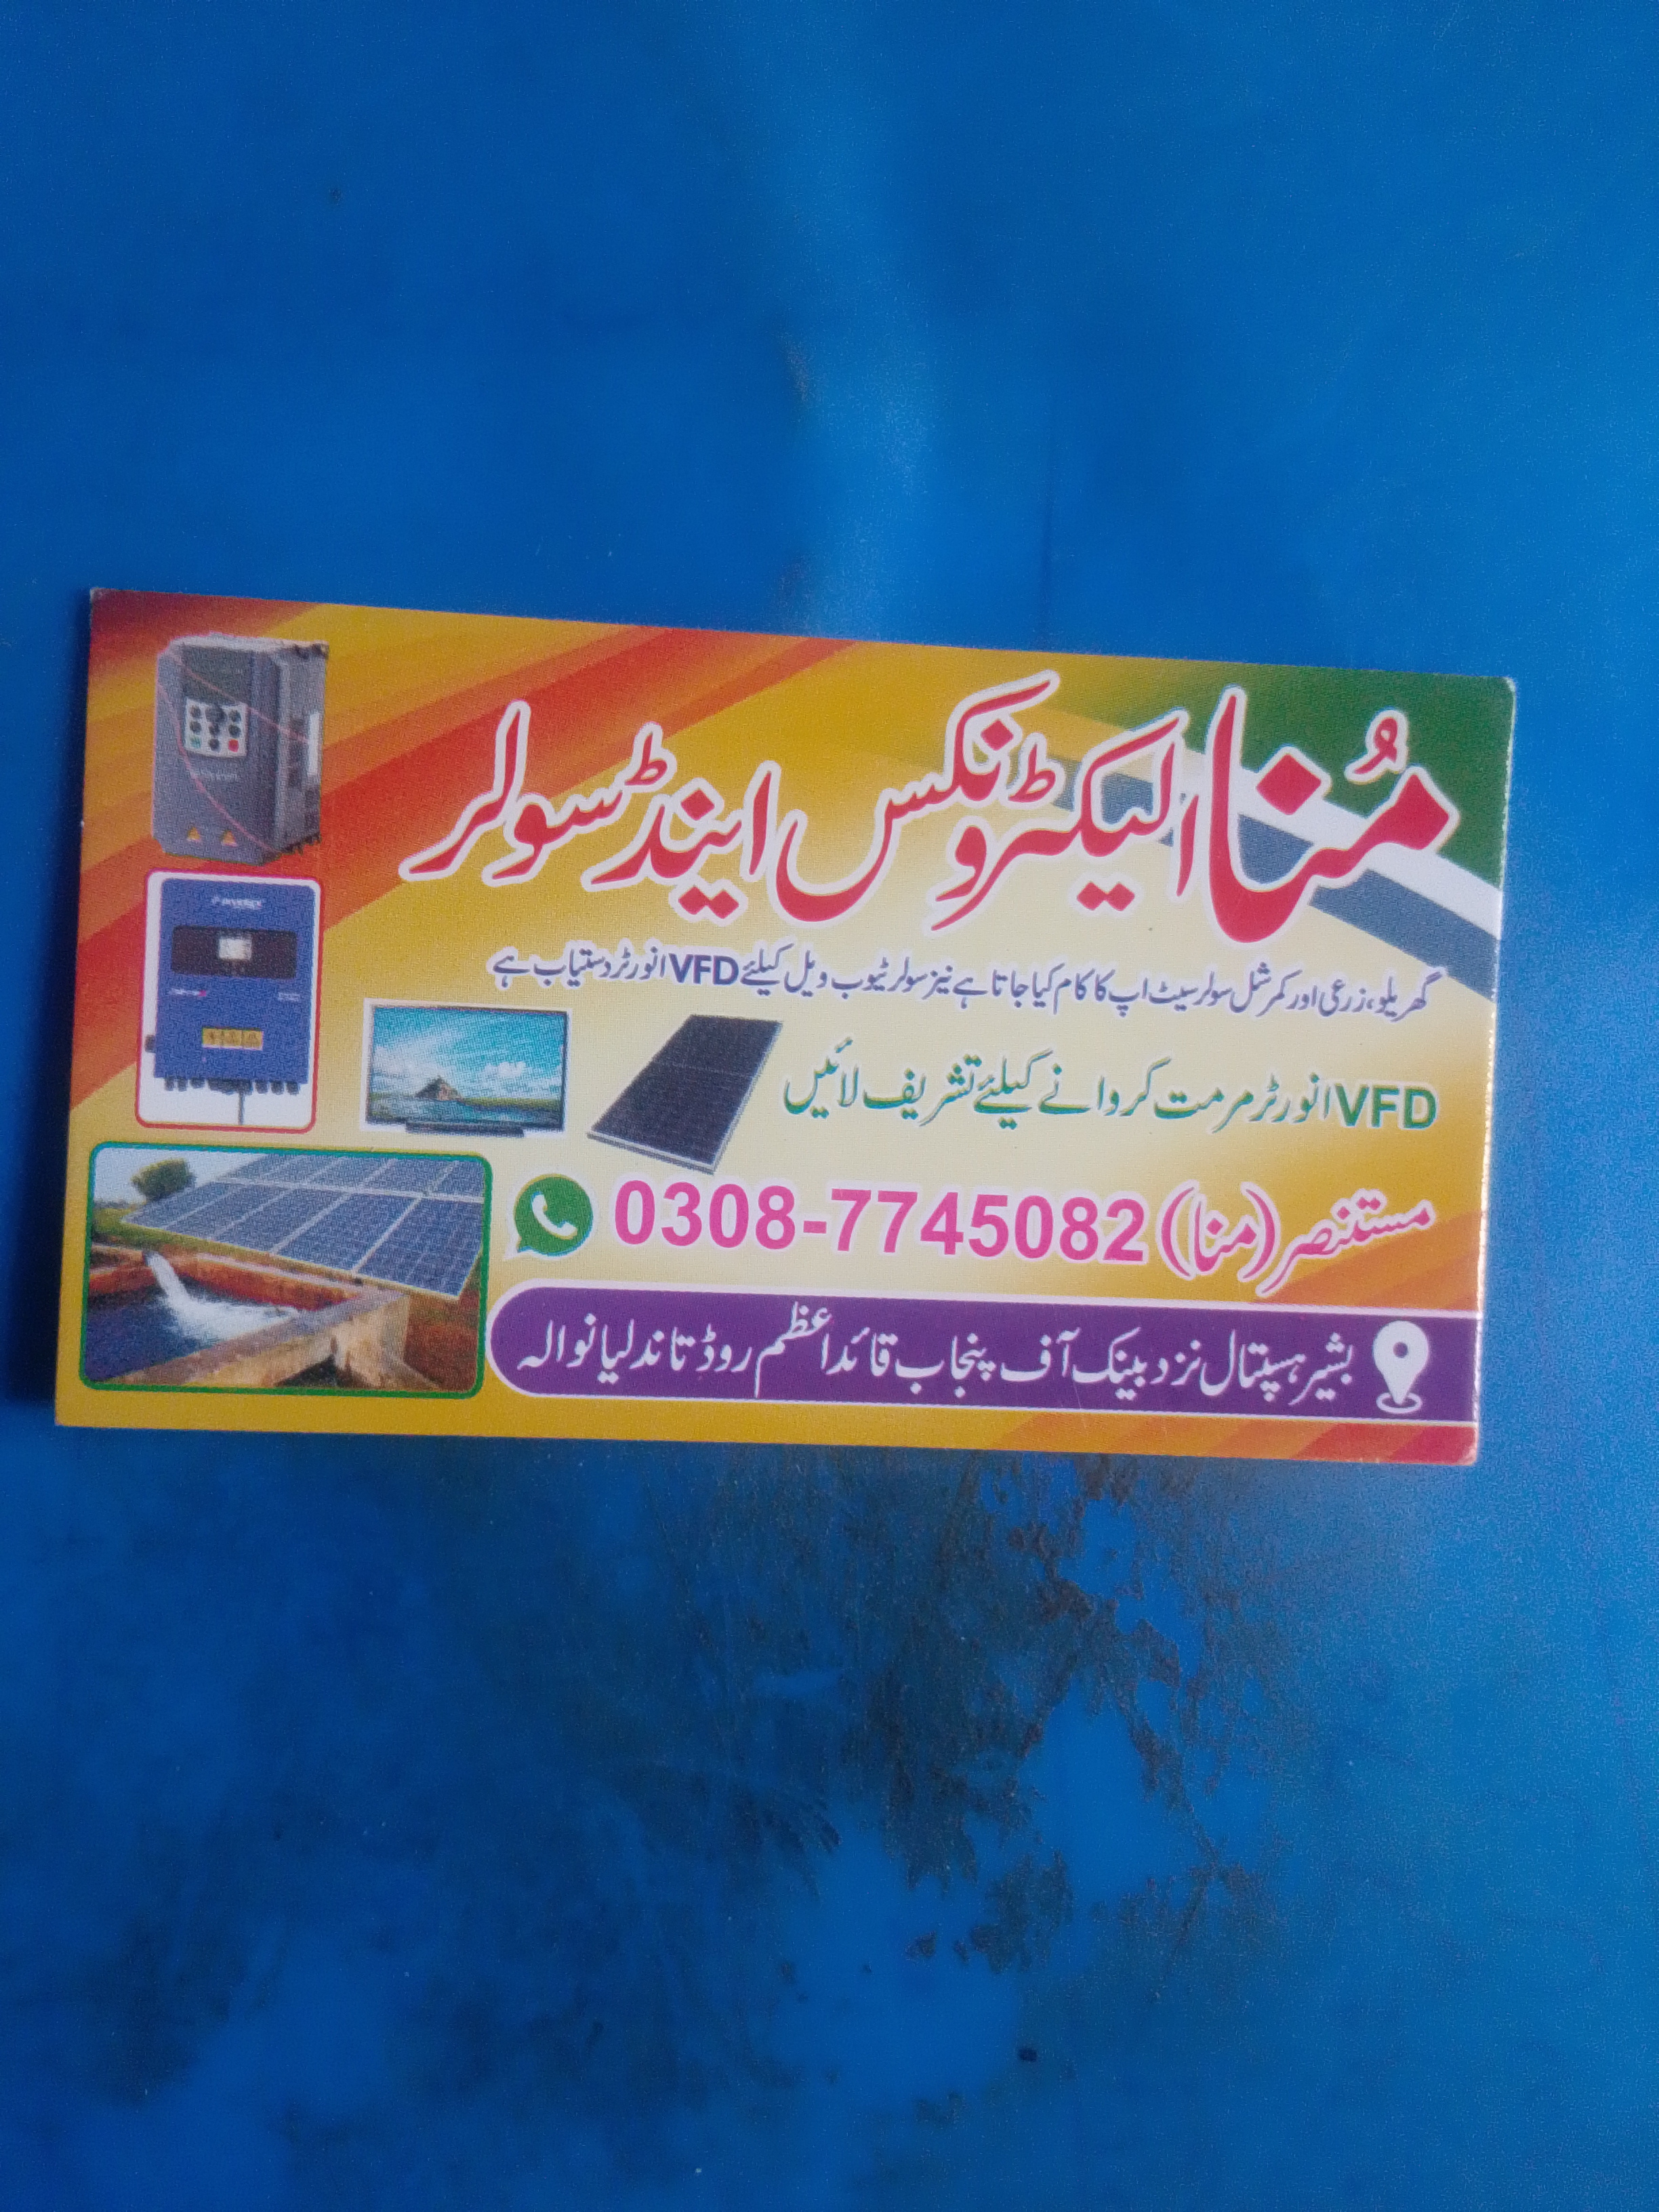 مُنا الیکٹرونکس اینڈ سولر
گھریلو، زرعی اور کمرشل سولر سیٹ اپ کا کام کیا جاتا ہے نیز سولر ٹیوب ویل کیلئے VFD انورٹر دستیاب ہے
VFD انورٹر مرمت کروانے کیلئے تشریف لائیں
مستنصر (منا) 0308-7745082
بشیر ہسپتال نزد بینک آف پنجاب قائداعظم روڈ تاندلیانوالہ